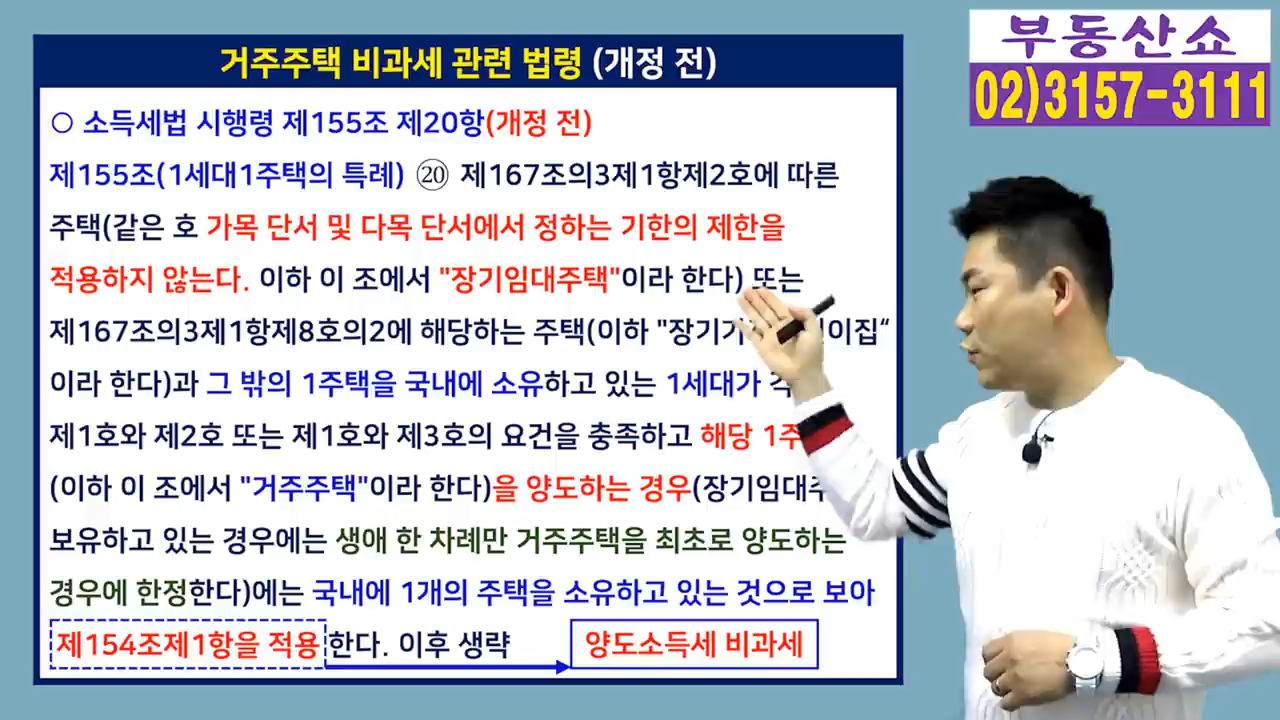 거주주택 비과세 관련 법령 (개정 전)
○ 소득세법 시행령 제155조 제20항(개정 전)
제155조(1세대1주택의 특례) ⑳ 제167조의3제1항제2호에 따른
주택(같은 호 가목 단서 및 다목 단서에서 정하는 기한의 제한을
적용하지 않는다. 이하 이 조에서 "장기임대주택"이라 한다) 또는
제167조의3제1항제8호의2에 해당하는 주택(이하
이라 한다)과 그 밖의 1주택을 국내에 소유하고 있는 1세대가
제1호와 제2호 또는 제1호와 제3호의 요건을 충족하고 해당
(이하 이 조에서 "거주주택"이라 한다)을 양도하는 경우
보유하고 있는 경우에는 생애 한 차례만 거주주택을 최초로 양도하는
경우에 한정한다)에는 국내에 1개의 주택을 소유하고 있는 것으로 보아
제154조제1항을 적용한다. 이후 생략 양도소득세 비과세
부동산쇼
02)3157-3111